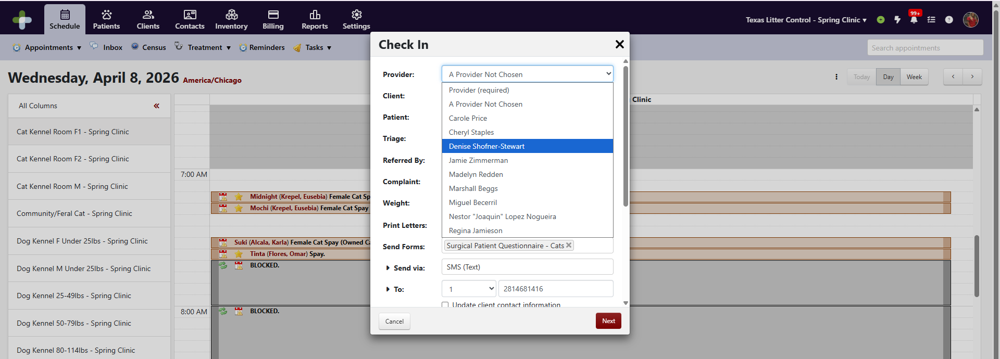 Schedule
Patients
Clients
Contacts
Inventory
Billing
Reports
Settings
Texas Litter Control - Spring Clinic ▾
99+
Appointments ▼
Inbox
Census
Treatment ▼
Reminders
Tasks ▼
Search appointments
Wednesday, April 8, 2026 America/Chicago
Today
Day
Week
All Columns
«
Cat Kennel Room F1 - Spring Clinic
Cat Kennel Room F2 - Spring Clinic
Cat Kennel Room M - Spring Clinic
Community/Feral Cat - Spring Clinic
Dog Kennel F Under 25lbs - Spring Clinic
Dog Kennel M Under 25lbs - Spring Clinic
Dog Kennel 25-49lbs - Spring Clinic
Dog Kennel 50-79lbs - Spring Clinic
Dog Kennel 80-114lbs - Spring Clinic
Clinic
7:00 AM
Midnight (Krepel, Eusebia) Female Cat Sp
Mochi (Krepel, Eusebia) Female Cat Spay
Suki (Alcala, Karla) Female Cat Spay (Owned Ca
Tinta (Flores, Omar) Spay.
BLOCKED.
8:00 AM
BLOCKED.
Check In
Provider:
A Provider Not Chosen
Provider (required)
A Provider Not Chosen
Carole Price
Cheryl Staples
Denise Shofner-Stewart
Jamie Zimmerman
Madelyn Redden
Marshall Beggs
Miguel Becerril
Nestor "Joaquin" Lopez Nogueira
Regina Jamieson
Client:
Patient:
Triage:
Referred By:
Complaint:
Weight:
Print Letters:
Send Forms:
Surgical Patient Questionnaire - Cats
Send via:
SMS (Text)
To:
1
2814681416
Update client contact information
Cancel
Next